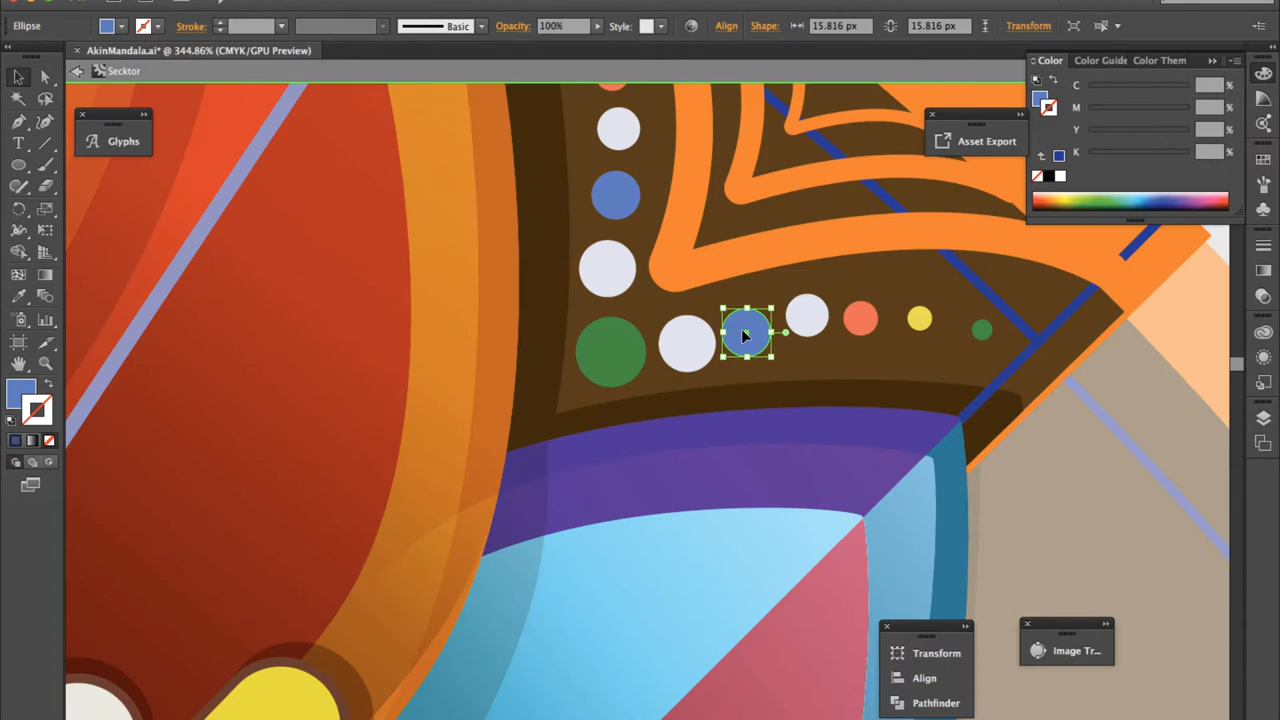 Ellipse Stroke: Basic Opacity: 100% Style: Align Shape: 15.816 px 15.816 px Transform
AkinMandala.ai* @ 344.86% (CMYK/GPU Preview)
Secktor
Color Color Guide Color Them
C %
M %
Y %
K %
Glyphs
Asset Export
Transform
Align
Pathfinder
Image Tr...